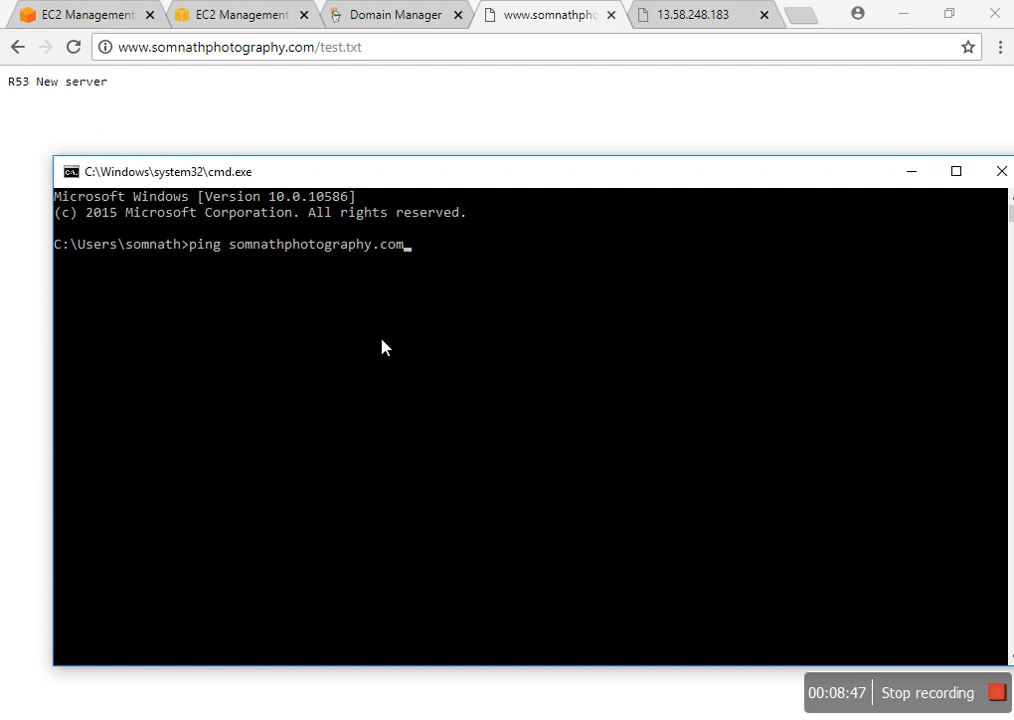 EC2 Management
EC2 Management
Domain Manager
www.somnathpho
13.58.248.183
www.somnathphotography.com/test.txt
R53 New server
C:\Windows\system32\cmd.exe
Microsoft Windows [Version 10.0.10586]
(c) 2015 Microsoft Corporation. All rights reserved.
C:\Users\somnath>ping somnathphotography.com
00:08:47 Stop recording